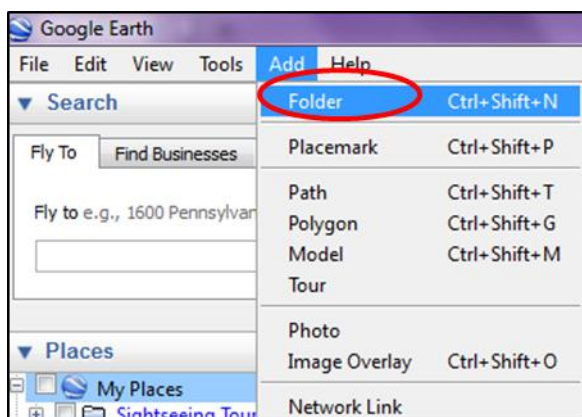 Google Earth
File Edit View Tools Add Help
Search
Fly To Find Businesses
Fly to e.g., 1600
My Places
Places
Folder Ctrl+Shift+N
Placemark Ctrl+Shift+P
Path Ctrl+Shift+T
Polygon Ctrl+Shift+G
Model Ctrl+Shift+M
Tour
Photo
Image Overlay Ctrl+Shift+O
Network Link
Sightseeing